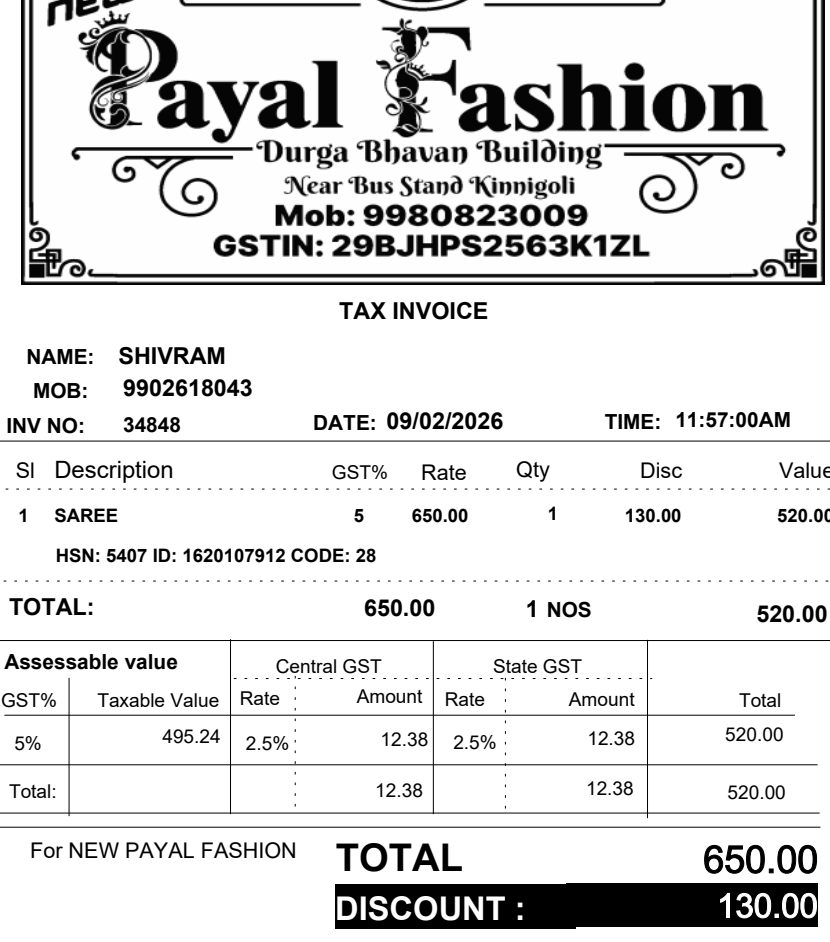 new
Payal Fashion
Durga Bhavan Building
Near Bus Stand Kinnigoli
Mob: 9980823009
GSTIN: 29BJHPS2563K1ZL
TAX INVOICE
NAME: SHIVRAM
MOB: 9902618043
INV NO: 34848 DATE: 09/02/2026 TIME: 11:57:00AM
Sl Description GST% Rate Qty Disc Value
1 SAREE 5 650.00 1 130.00 520.00
HSN: 5407 ID: 1620107912 CODE: 28
TOTAL: 650.00 1 NOS 520.00
Assessable value Central GST State GST
GST% Taxable Value Rate Amount Rate Amount Total
5% 495.24 2.5% 12.38 2.5% 12.38 520.00
Total: 12.38 12.38 520.00
For NEW PAYAL FASHION TOTAL 650.00
DISCOUNT : 130.00